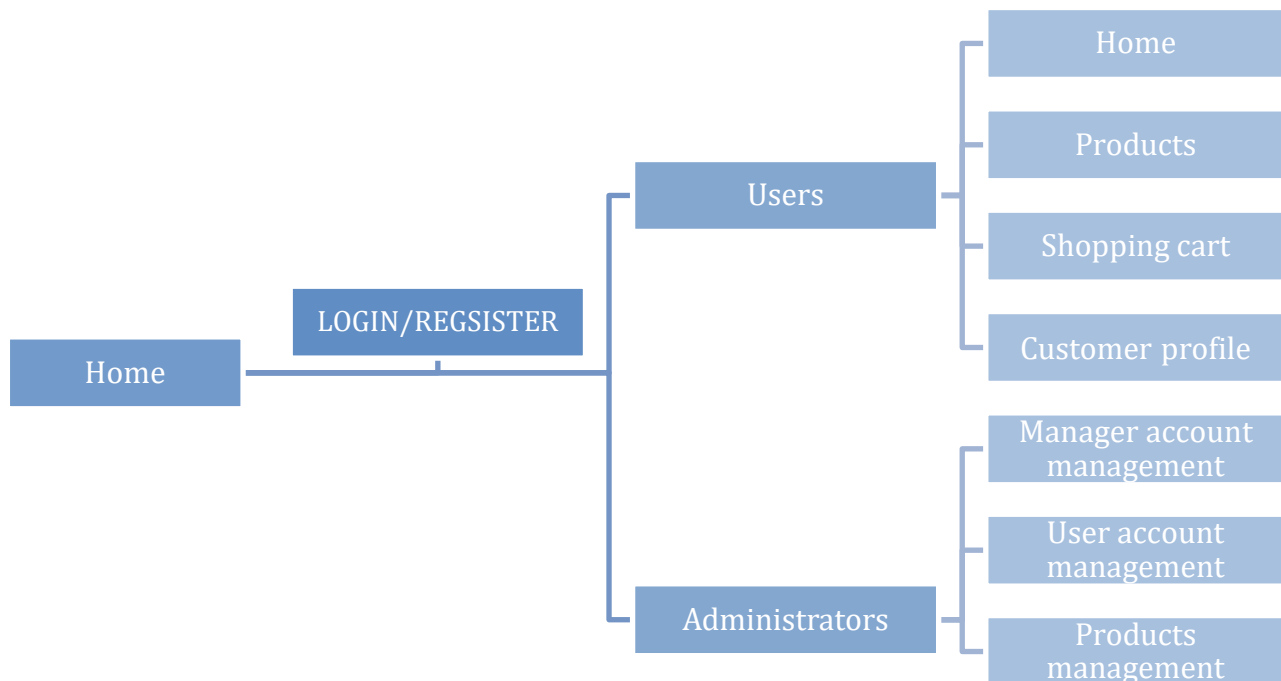 Home
LOGIN/REGSISTER
Users
Administrators
Home
Products
Shopping cart
Customer profile
Manager account
management
User account
management
Products
management